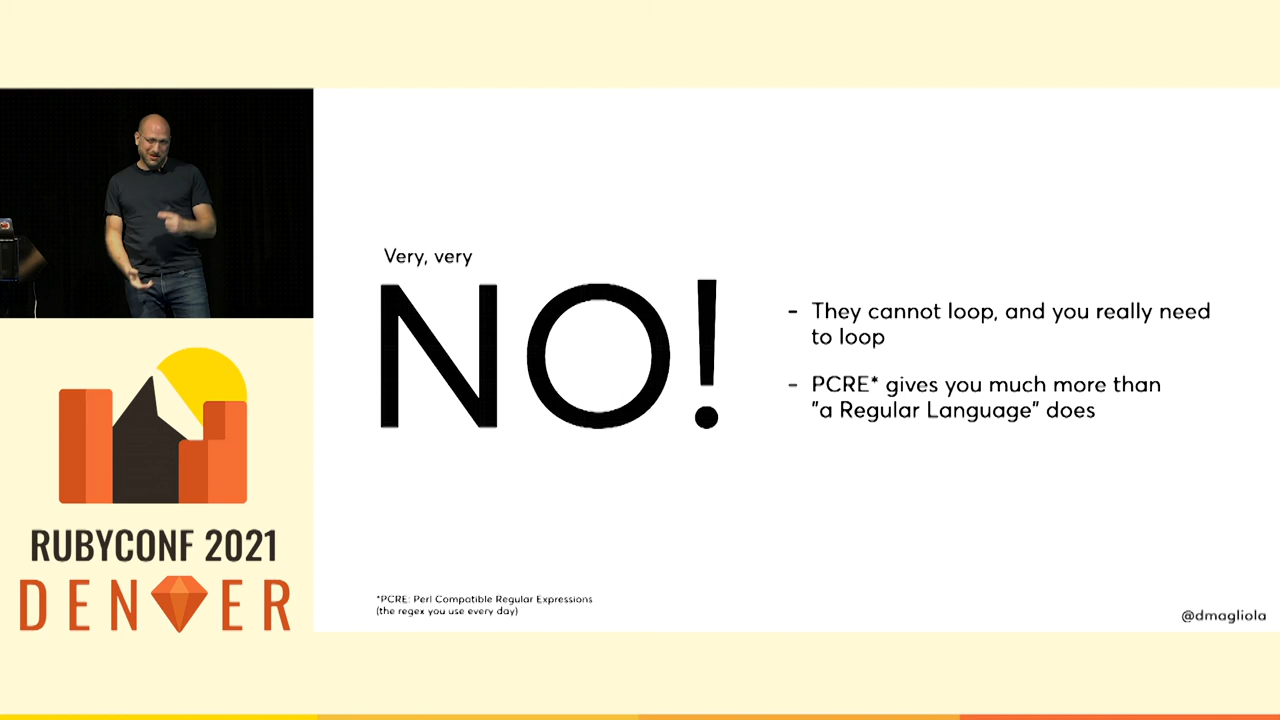 Very, very
NO!
- They cannot loop, and you really need
to loop
- PCRE* gives you much more than
"a Regular Language" does
*PCRE: Perl Compatible Regular Expressions
(the regex you use every day)
@dmagliola
RUBYCONF 2021
DENVER